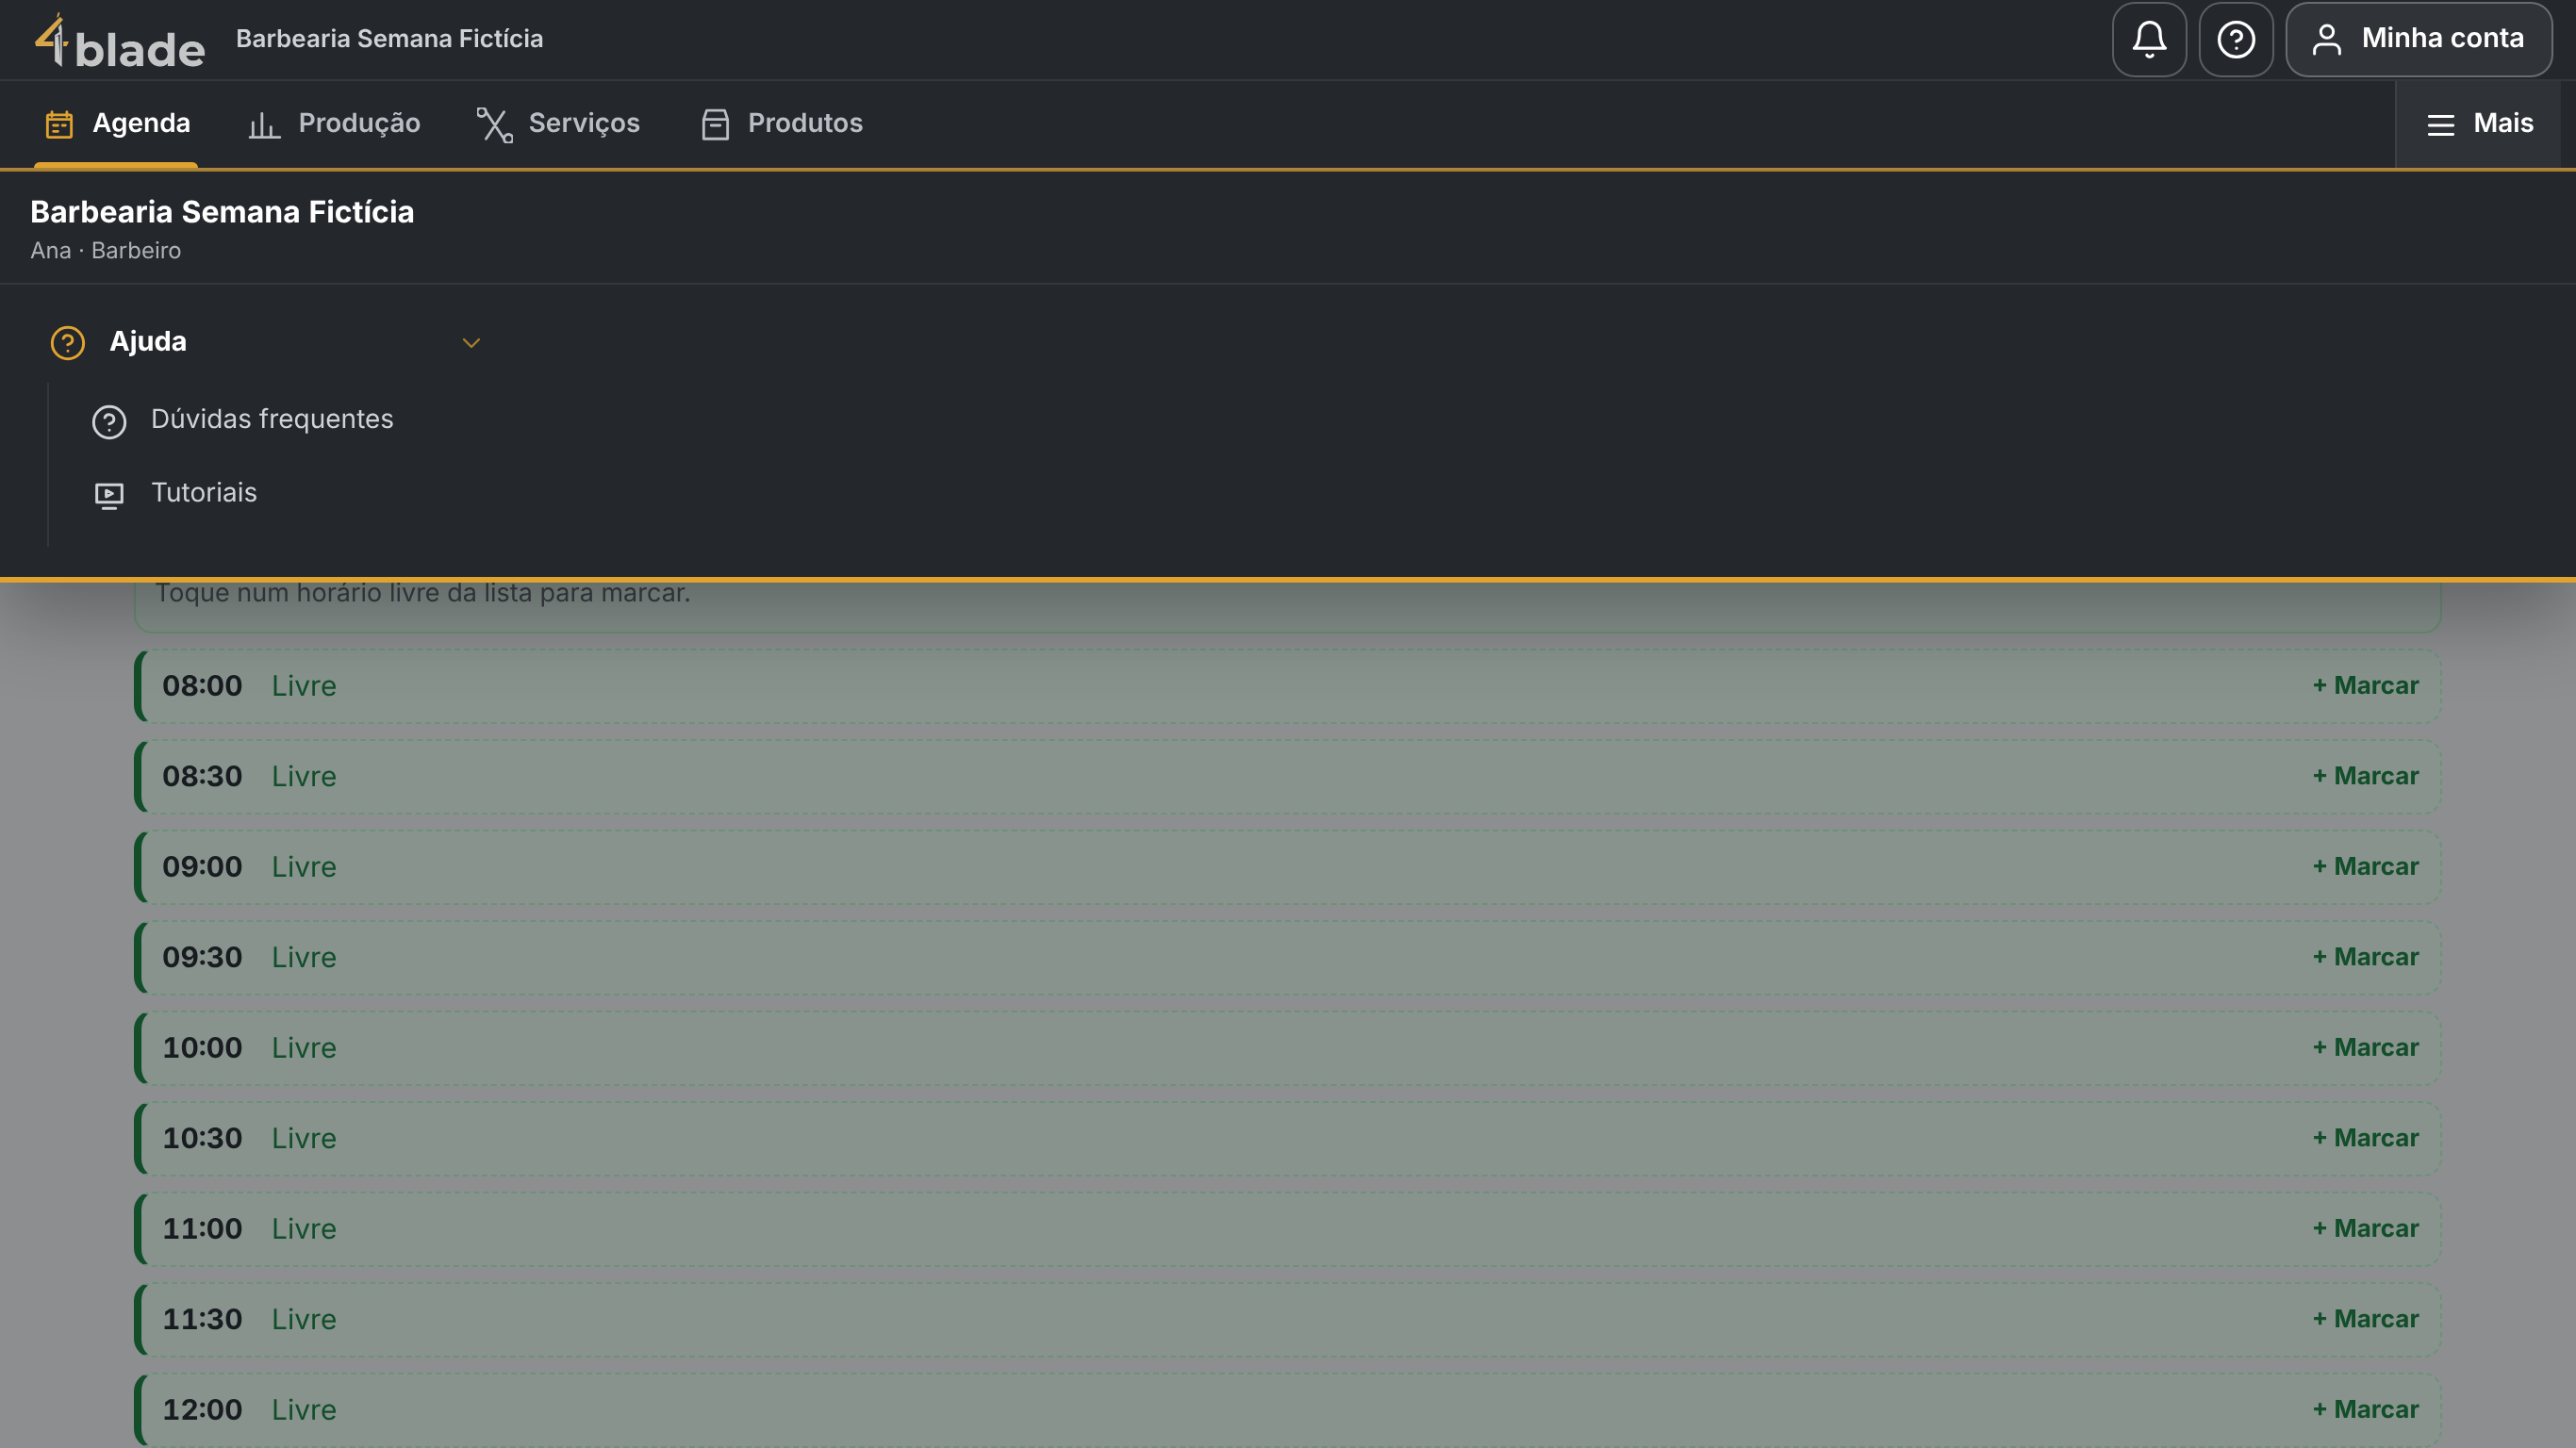 4blade Barbearia Semana Fictícia Minha conta
Agenda Produção Serviços Produtos Mais
Barbearia Semana Fictícia
Ana · Barbeiro
Ajuda
Dúvidas frequentes
Tutoriais
Toque num horário livre da lista para marcar.
08:00 Livre + Marcar
08:30 Livre + Marcar
09:00 Livre + Marcar
09:30 Livre + Marcar
10:00 Livre + Marcar
10:30 Livre + Marcar
11:00 Livre + Marcar
11:30 Livre + Marcar
12:00 Livre + Marcar